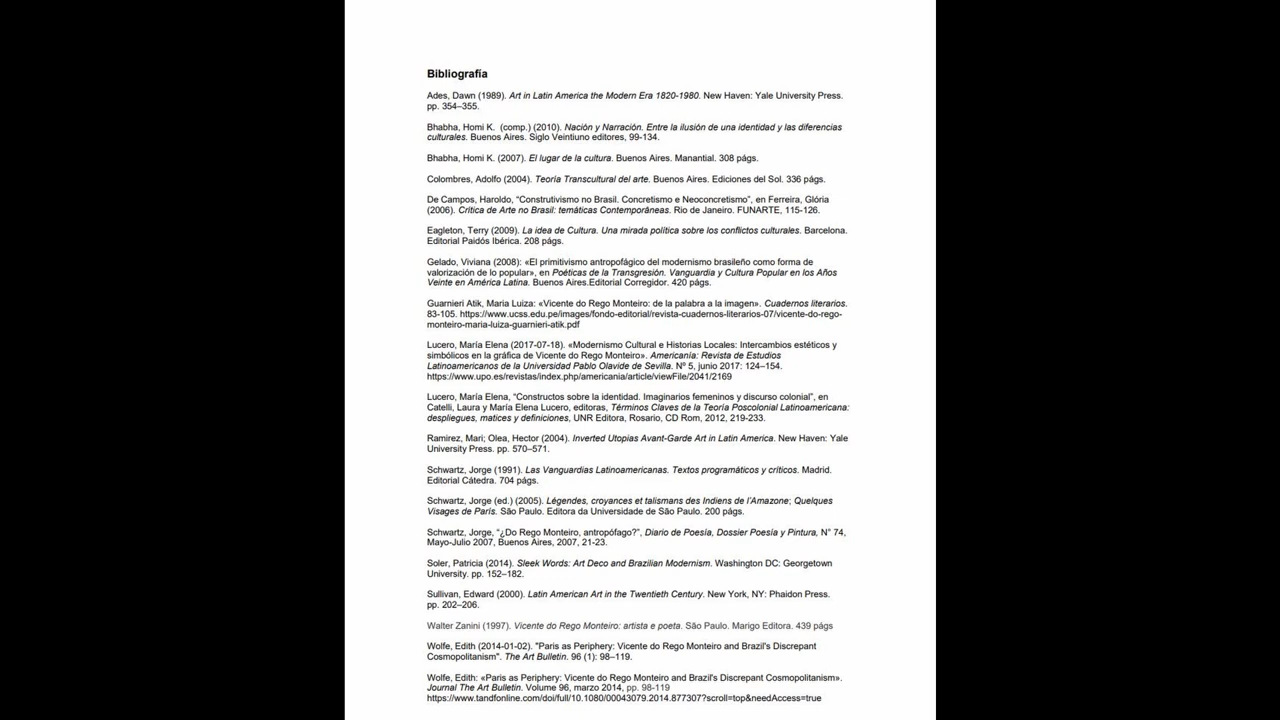 Bibliografía
Ades, Dawn (1989). Art in Latin America the Modern Era 1820-1980. New Haven: Yale University Press.
pp. 354–355.
Bhabha, Homi K. (comp.) (2010). Nación y Narración. Entre la ilusión de una identidad y las diferencias
culturales. Buenos Aires. Siglo Veintiuno editores, 99-134.
Bhabha, Homi K. (2007). El lugar de la cultura. Buenos Aires. Manantial. 308 págs.
Colombres, Adolfo (2004). Teoría Transcultural del arte. Buenos Aires. Ediciones del Sol. 336 págs.
De Campos, Haroldo, “Construtivismo no Brasil. Concretismo e Neoconcretismo”, en Ferreira, Glória
(2006). Crítica de Arte no Brasil: temáticas Contemporâneas. Rio de Janeiro. FUNARTE, 115-126.
Eagleton, Terry (2009). La idea de Cultura. Una mirada política sobre los conflictos culturales. Barcelona.
Editorial Paidós Ibérica. 208 págs.
Gelado, Viviana (2008): «El primitivismo antropofágico del modernismo brasileño como forma de
valorización de lo popular», en Poéticas de la Transgresión. Vanguardia y Cultura Popular en los Años
Veinte en América Latina. Buenos Aires.Editorial Corregidor. 420 págs.
Guarnieri Atik, Maria Luiza: «Vicente do Rego Monteiro: de la palabra a la imagen». Cuadernos literarios.
83-105. https://www.ucss.edu.pe/images/fondo-editorial/revista-cuadernos-literarios-07/vicente-do-rego-
monteiro-maria-luiza-guarnieri-atik.pdf
Lucero, María Elena (2017-07-18). «Modernismo Cultural e Historias Locales: Intercambios estéticos y
simbólicos en la gráfica de Vicente do Rego Monteiro». Americanía: Revista de Estudios
Latinoamericanos de la Universidad Pablo Olavide de Sevilla. Nº 5, junio 2017: 124–154.
https://www.upo.es/revistas/index.php/americania/article/viewFile/2041/2169
Lucero, María Elena, “Constructos sobre la identidad. Imaginarios femeninos y discurso colonial”, en
Catelli, Laura y María Elena Lucero, editoras, Términos Claves de la Teoría Poscolonial Latinoamericana:
despliegues, matices y definiciones, UNR Editora, Rosario, CD Rom, 2012, 219-233.
Ramirez, Mari; Olea, Hector (2004). Inverted Utopias Avant-Garde Art in Latin America. New Haven: Yale
University Press. pp. 570–571.
Schwartz, Jorge (1991). Las Vanguardias Latinoamericanas. Textos programáticos y críticos. Madrid.
Editorial Cátedra. 704 págs.
Schwartz, Jorge (ed.) (2005). Légendes, croyances et talismans des Indiens de l’Amazone; Quelques
Visages de París. São Paulo. Editora da Universidade de São Paulo. 200 págs.
Schwartz, Jorge, “¿Do Rego Monteiro, antropófago?”, Diario de Poesía, Dossier Poesía y Pintura, N° 74,
Mayo-Julio 2007, Buenos Aires, 2007, 21-23.
Soler, Patricia (2014). Sleek Words: Art Deco and Brazilian Modernism. Washington DC: Georgetown
University. pp. 152–182.
Sullivan, Edward (2000). Latin American Art in the Twentieth Century. New York, NY: Phaidon Press.
pp. 202–206.
Walter Zanini (1997). Vicente do Rego Monteiro: artista e poeta. São Paulo. Marigo Editora. 439 págs
Wolfe, Edith (2014-01-02). "Paris as Periphery: Vicente do Rego Monteiro and Brazil's Discrepant
Cosmopolitanism". The Art Bulletin. 96 (1): 98–119.
Wolfe, Edith: «Paris as Periphery: Vicente do Rego Monteiro and Brazil's Discrepant Cosmopolitanism».
Journal The Art Bulletin. Volume 96, marzo 2014, pp. 98-119
https://www.tandfonline.com/doi/full/10.1080/00043079.2014.877307?scroll=top&needAccess=true